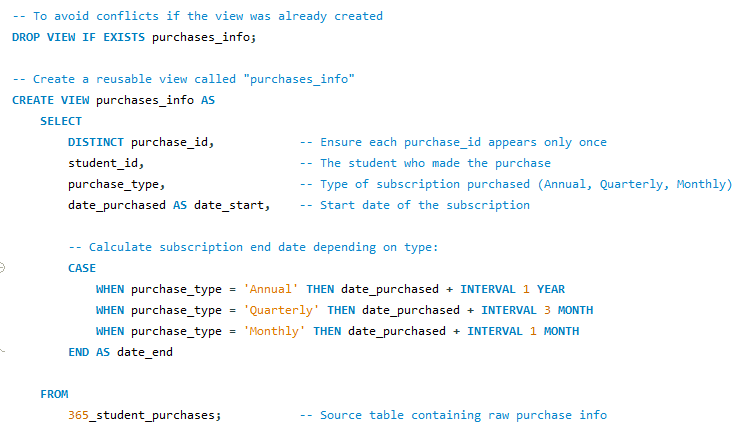 -- To avoid conflicts if the view was already created
DROP VIEW IF EXISTS purchases_info;
-- Create a reusable view called "purchases_info"
CREATE VIEW purchases_info AS
SELECT
DISTINCT purchase_id, -- Ensure each purchase_id appears only once
student_id, -- The student who made the purchase
purchase_type, -- Type of subscription purchased (Annual, Quarterly, Monthly)
date_purchased AS date_start, -- Start date of the subscription
-- Calculate subscription end date depending on type:
CASE
WHEN purchase_type = 'Annual' THEN date_purchased + INTERVAL 1 YEAR
WHEN purchase_type = 'Quarterly' THEN date_purchased + INTERVAL 3 MONTH
WHEN purchase_type = 'Monthly' THEN date_purchased + INTERVAL 1 MONTH
END AS date_end
FROM
365_student_purchases; -- Source table containing raw purchase info